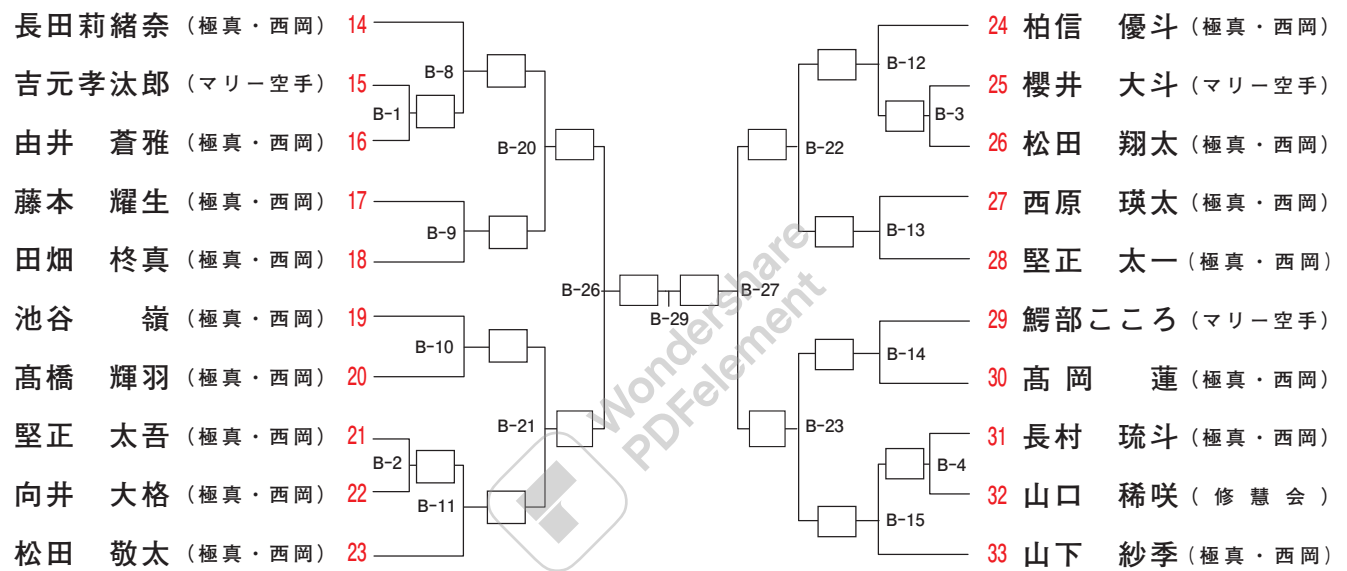 長田莉緒奈（極真・西岡） 14
吉元孝汰郎（マリー空手） 15
由井　蒼雅（極真・西岡） 16
藤本　耀生（極真・西岡） 17
田畑　柊真（極真・西岡） 18
池谷　　嶺（極真・西岡） 19
髙橋　輝羽（極真・西岡） 20
堅正　太吾（極真・西岡） 21
向井　大格（極真・西岡） 22
松田　敬太（極真・西岡） 23
B-8
B-1
B-20
B-9
B-26
B-10
B-21
B-2
B-11
B-29
B-12
B-3
B-22
B-13
B-27
B-14
B-23
B-4
B-15
24 柏信　優斗（極真・西岡）
25 櫻井　大斗（マリー空手）
26 松田　翔太（極真・西岡）
27 西原　瑛太（極真・西岡）
28 堅正　太一（極真・西岡）
29 鰐部こころ（マリー空手）
30 髙岡　　蓮（極真・西岡）
31 長村　琉斗（極真・西岡）
32 山口　稀咲（修慧会）
33 山下　紗季（極真・西岡）
Wondershare
PDFelement